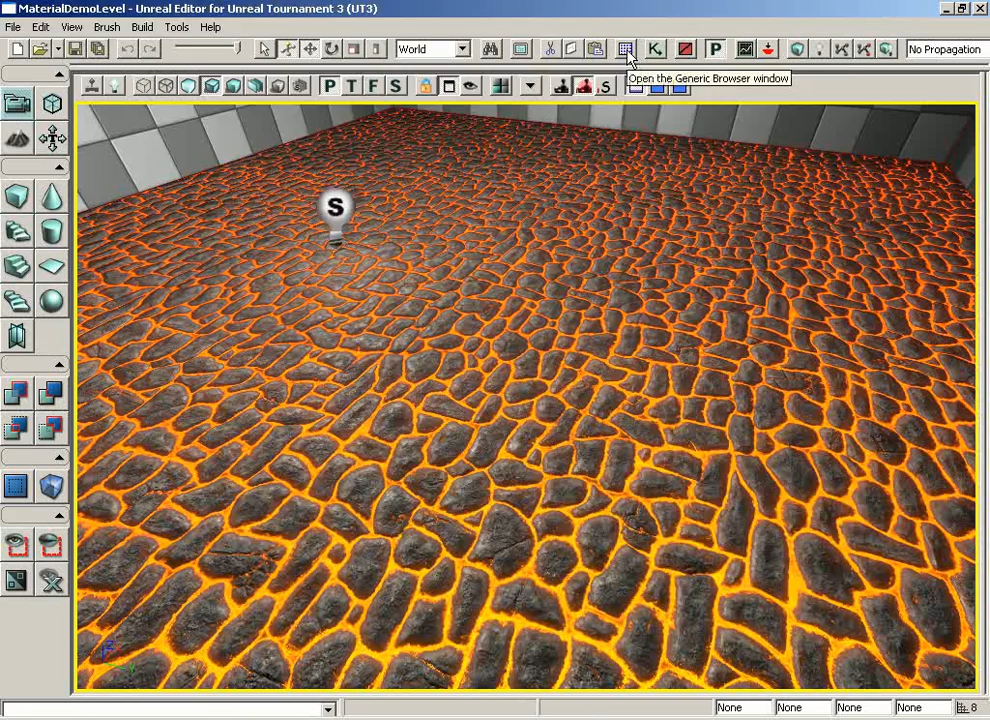 MaterialDemoLevel - Unreal Editor for Unreal Tournament 3 (UT3)
File Edit View Brush Build Tools Help
World
K
P
No Propagation
Open the Generic Browser window
P T F S
S
S
None None None None 8